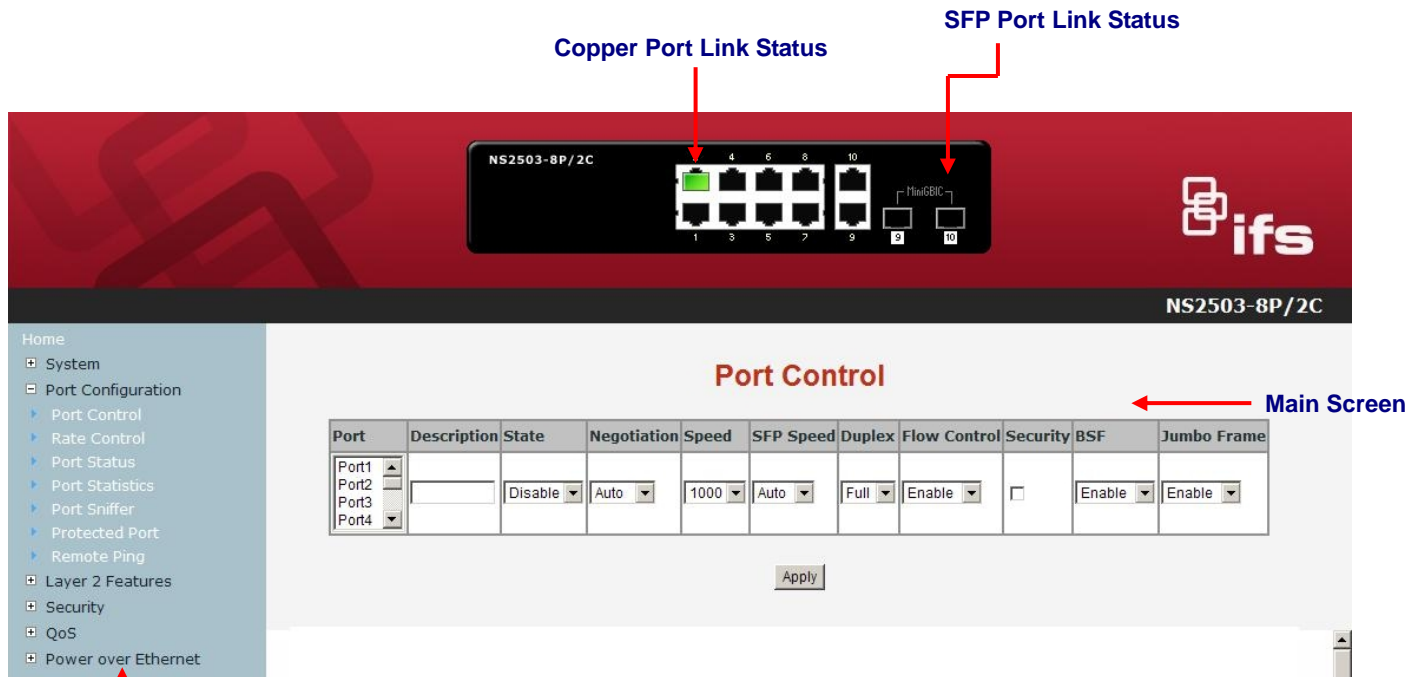 SFP Port Link Status
Copper Port Link Status
NS2503-8P/2C
4 6 8 10
MiniGBIC
1 3 5 7 9 9 10
ifs
NS2503-8P/2C
Home
System
Port Configuration
Port Control
Rate Control
Port Status
Port Statistics
Port Sniffer
Protected Port
Remote Ping
Layer 2 Features
Security
QoS
Power over Ethernet
Port Control
Main Screen
Port Description State Negotiation Speed SFP Speed Duplex Flow Control Security BSF Jumbo Frame
Port1
Port2
Port3
Port4
Disable Auto 1000 Auto Full Enable Enable Enable
Apply